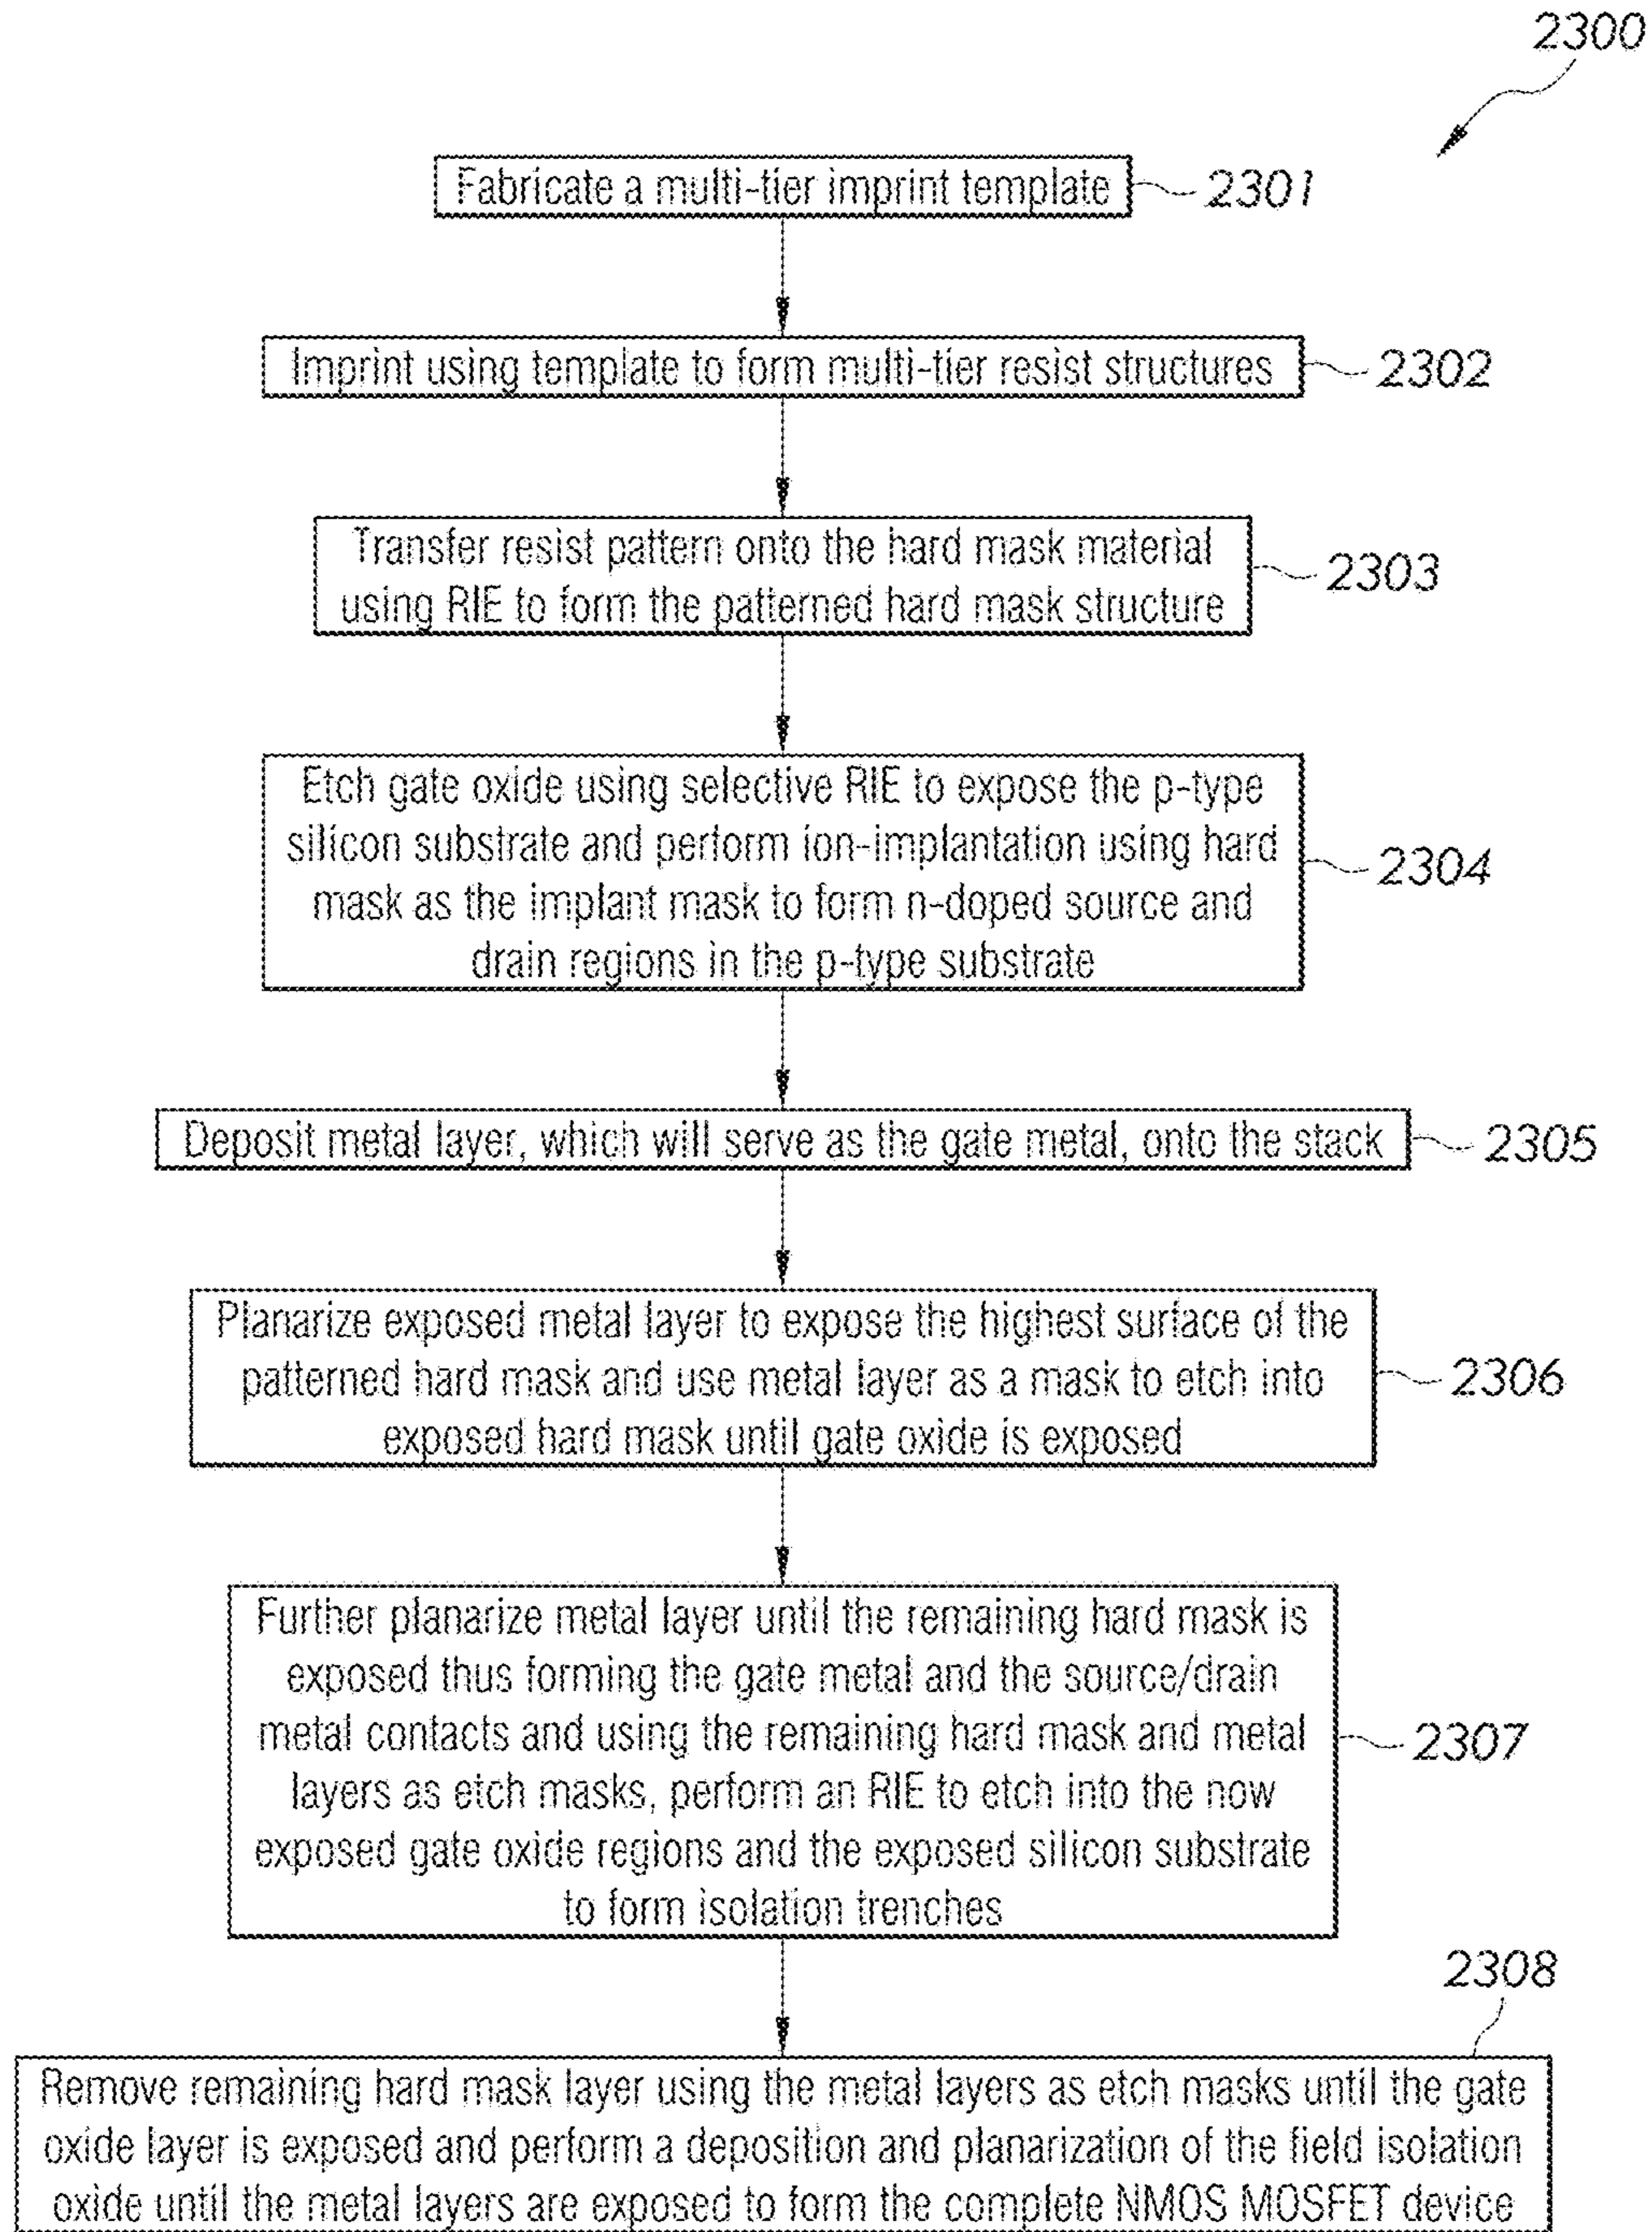 2300
Fabricate a multi-tier imprint template
2301
Imprint using template to form multi-tier resist structures
2302
Transfer resist pattern onto the hard mask material
using RIE to form the patterned hard mask structure
2303
Etch gate oxide using selective RIE to expose the p-type
silicon substrate and perform ion-implantation using hard
mask as the implant mask to form n-doped source and
drain regions in the p-type substrate
2304
Deposit metal layer, which will serve as the gate metal, onto the stack
2305
Planarize exposed metal layer to expose the highest surface of the
patterned hard mask and use metal layer as a mask to etch into
exposed hard mask until gate oxide is exposed
2306
Further planarize metal layer until the remaining hard mask is
exposed thus forming the gate metal and the source/drain
metal contacts and using the remaining hard mask and metal
layers as etch masks, perform an RIE to etch into the now
exposed gate oxide regions and the exposed silicon substrate
to form isolation trenches
2307
2308
Remove remaining hard mask layer using the metal layers as etch masks until the gate
oxide layer is exposed and perform a deposition and planarization of the field isolation
oxide until the metal layers are exposed to form the complete NMOS MOSFET device